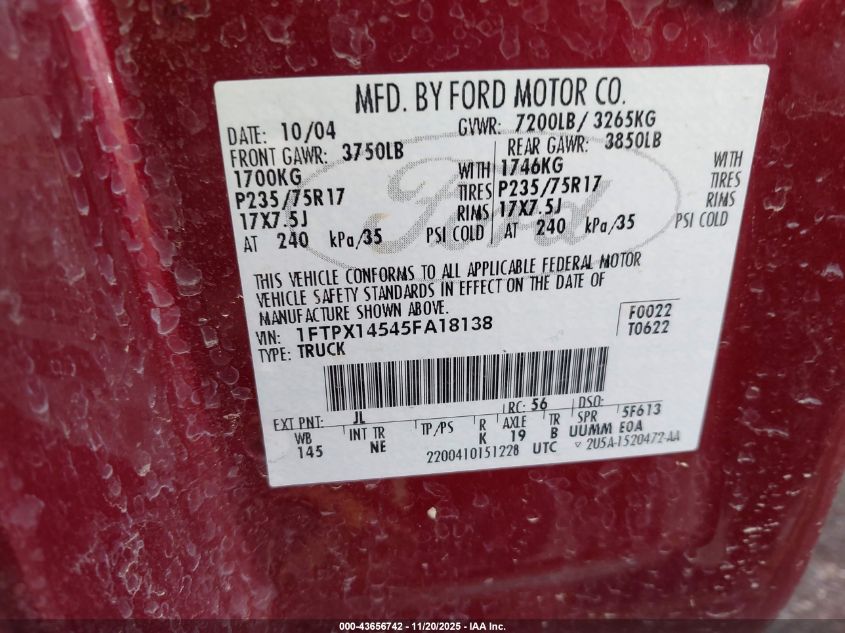 MFD. BY FORD MOTOR CO.
DATE: 10/04 GVWR: 7200LB/ 3265KG
FRONT GAWR: 3750LB REAR GAWR: 3850LB
1700KG WITH 1746KG WITH
P235/75R17 TIRES P235/75R17 TIRES
17X7.5J RIMS 17X7.5J RIMS
AT 240 kPa/35 PSI COLD AT 240 kPa/35 PSI COLD
Ford
THIS VEHICLE CONFORMS TO ALL APPLICABLE FEDERAL MOTOR
VEHICLE SAFETY STANDARDS IN EFFECT ON THE DATE OF
MANUFACTURE SHOWN ABOVE.
VIN: 1FTPX14545FA18138 F0022
TYPE: TRUCK T0622
EXT PNT: JL RC: 56 DSO:
WB INT TR TP/PS R AXLE TR SPR 5F613
145 NE K 19 B UUMM E0A
2200410151228 UTC ▽ 2U5A-1520472-AA
000-43656742 - 11/20/2025 - IAA Inc.